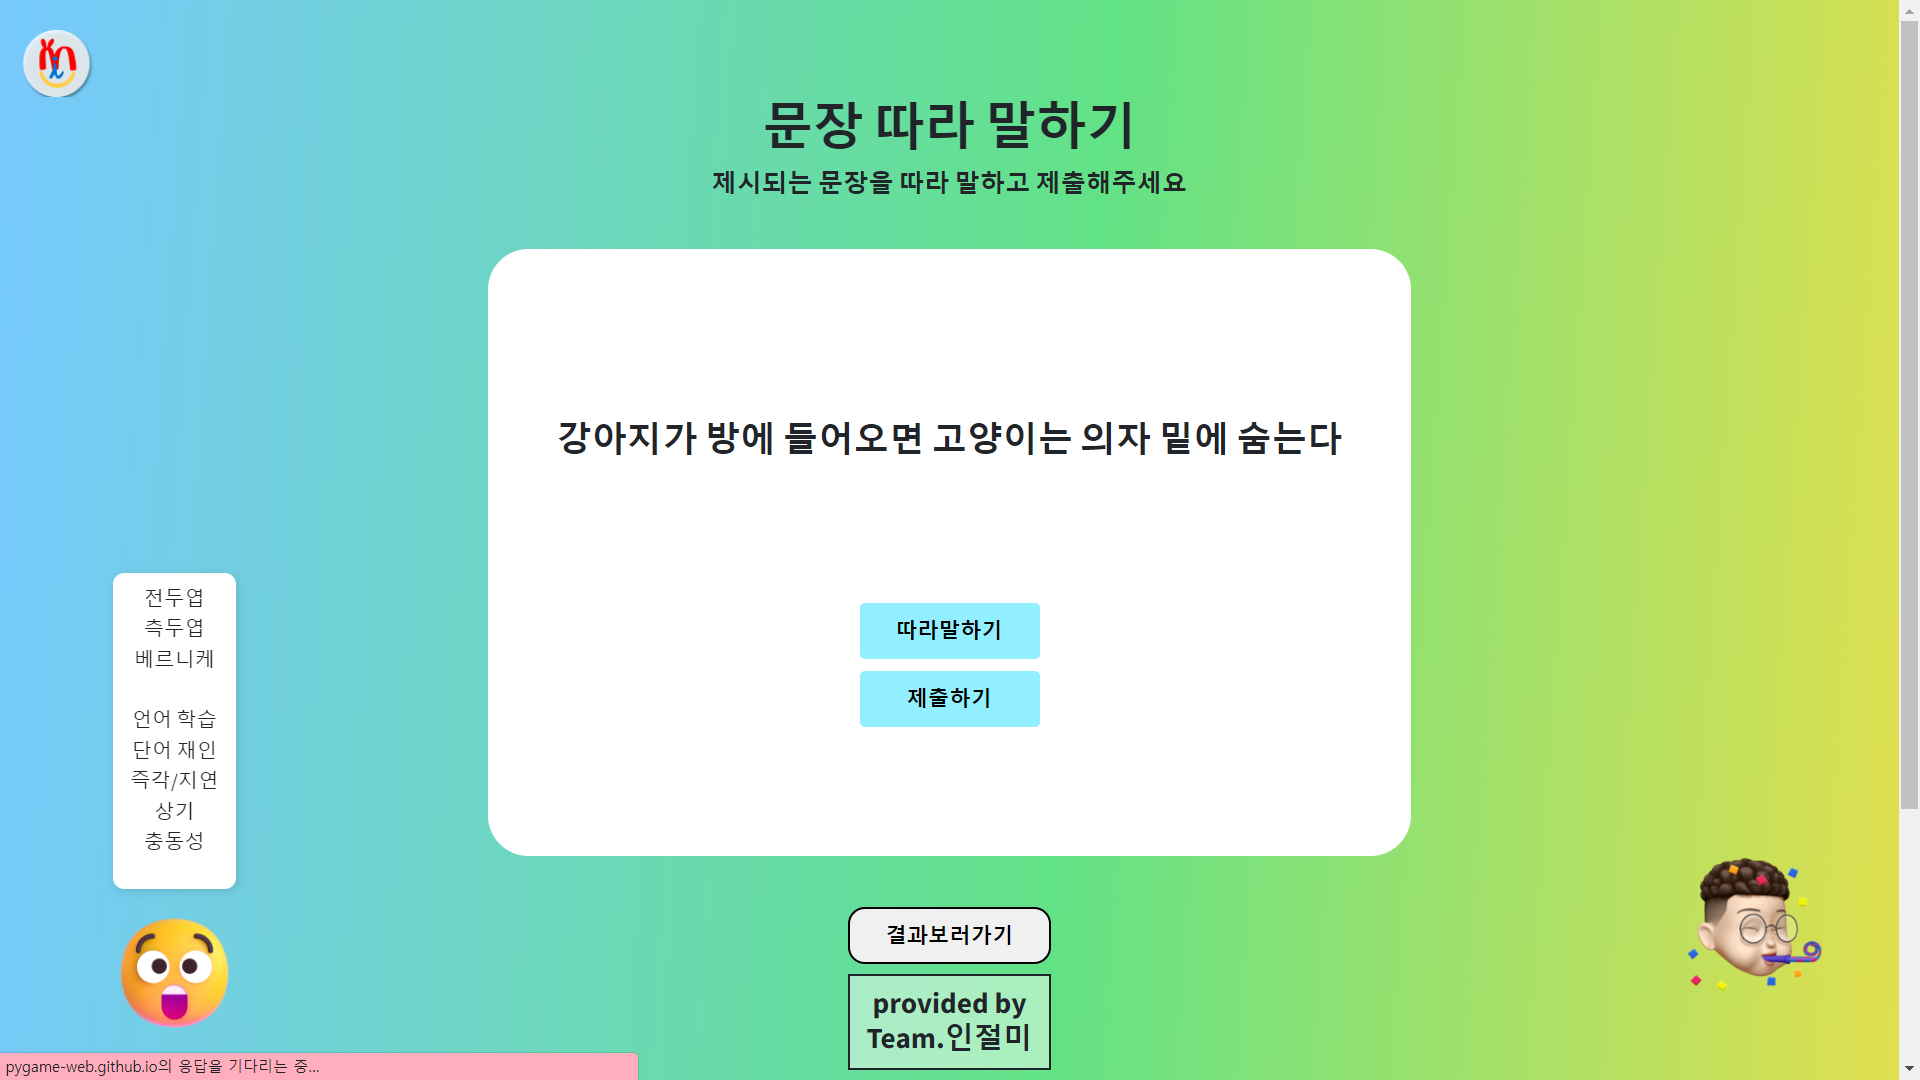 문장 따라 말하기
제시되는 문장을 따라 말하고 제출해주세요
강아지가 방에 들어오면 고양이는 의자 밑에 숨는다
따라말하기
제출하기
전두엽
측두엽
베르니케
언어 학습
단어 재인
즉각/지연
상기
충동성
결과보러가기
provided by
Team.인절미
pygame-web.github.io의 응답을 기다리는 중...